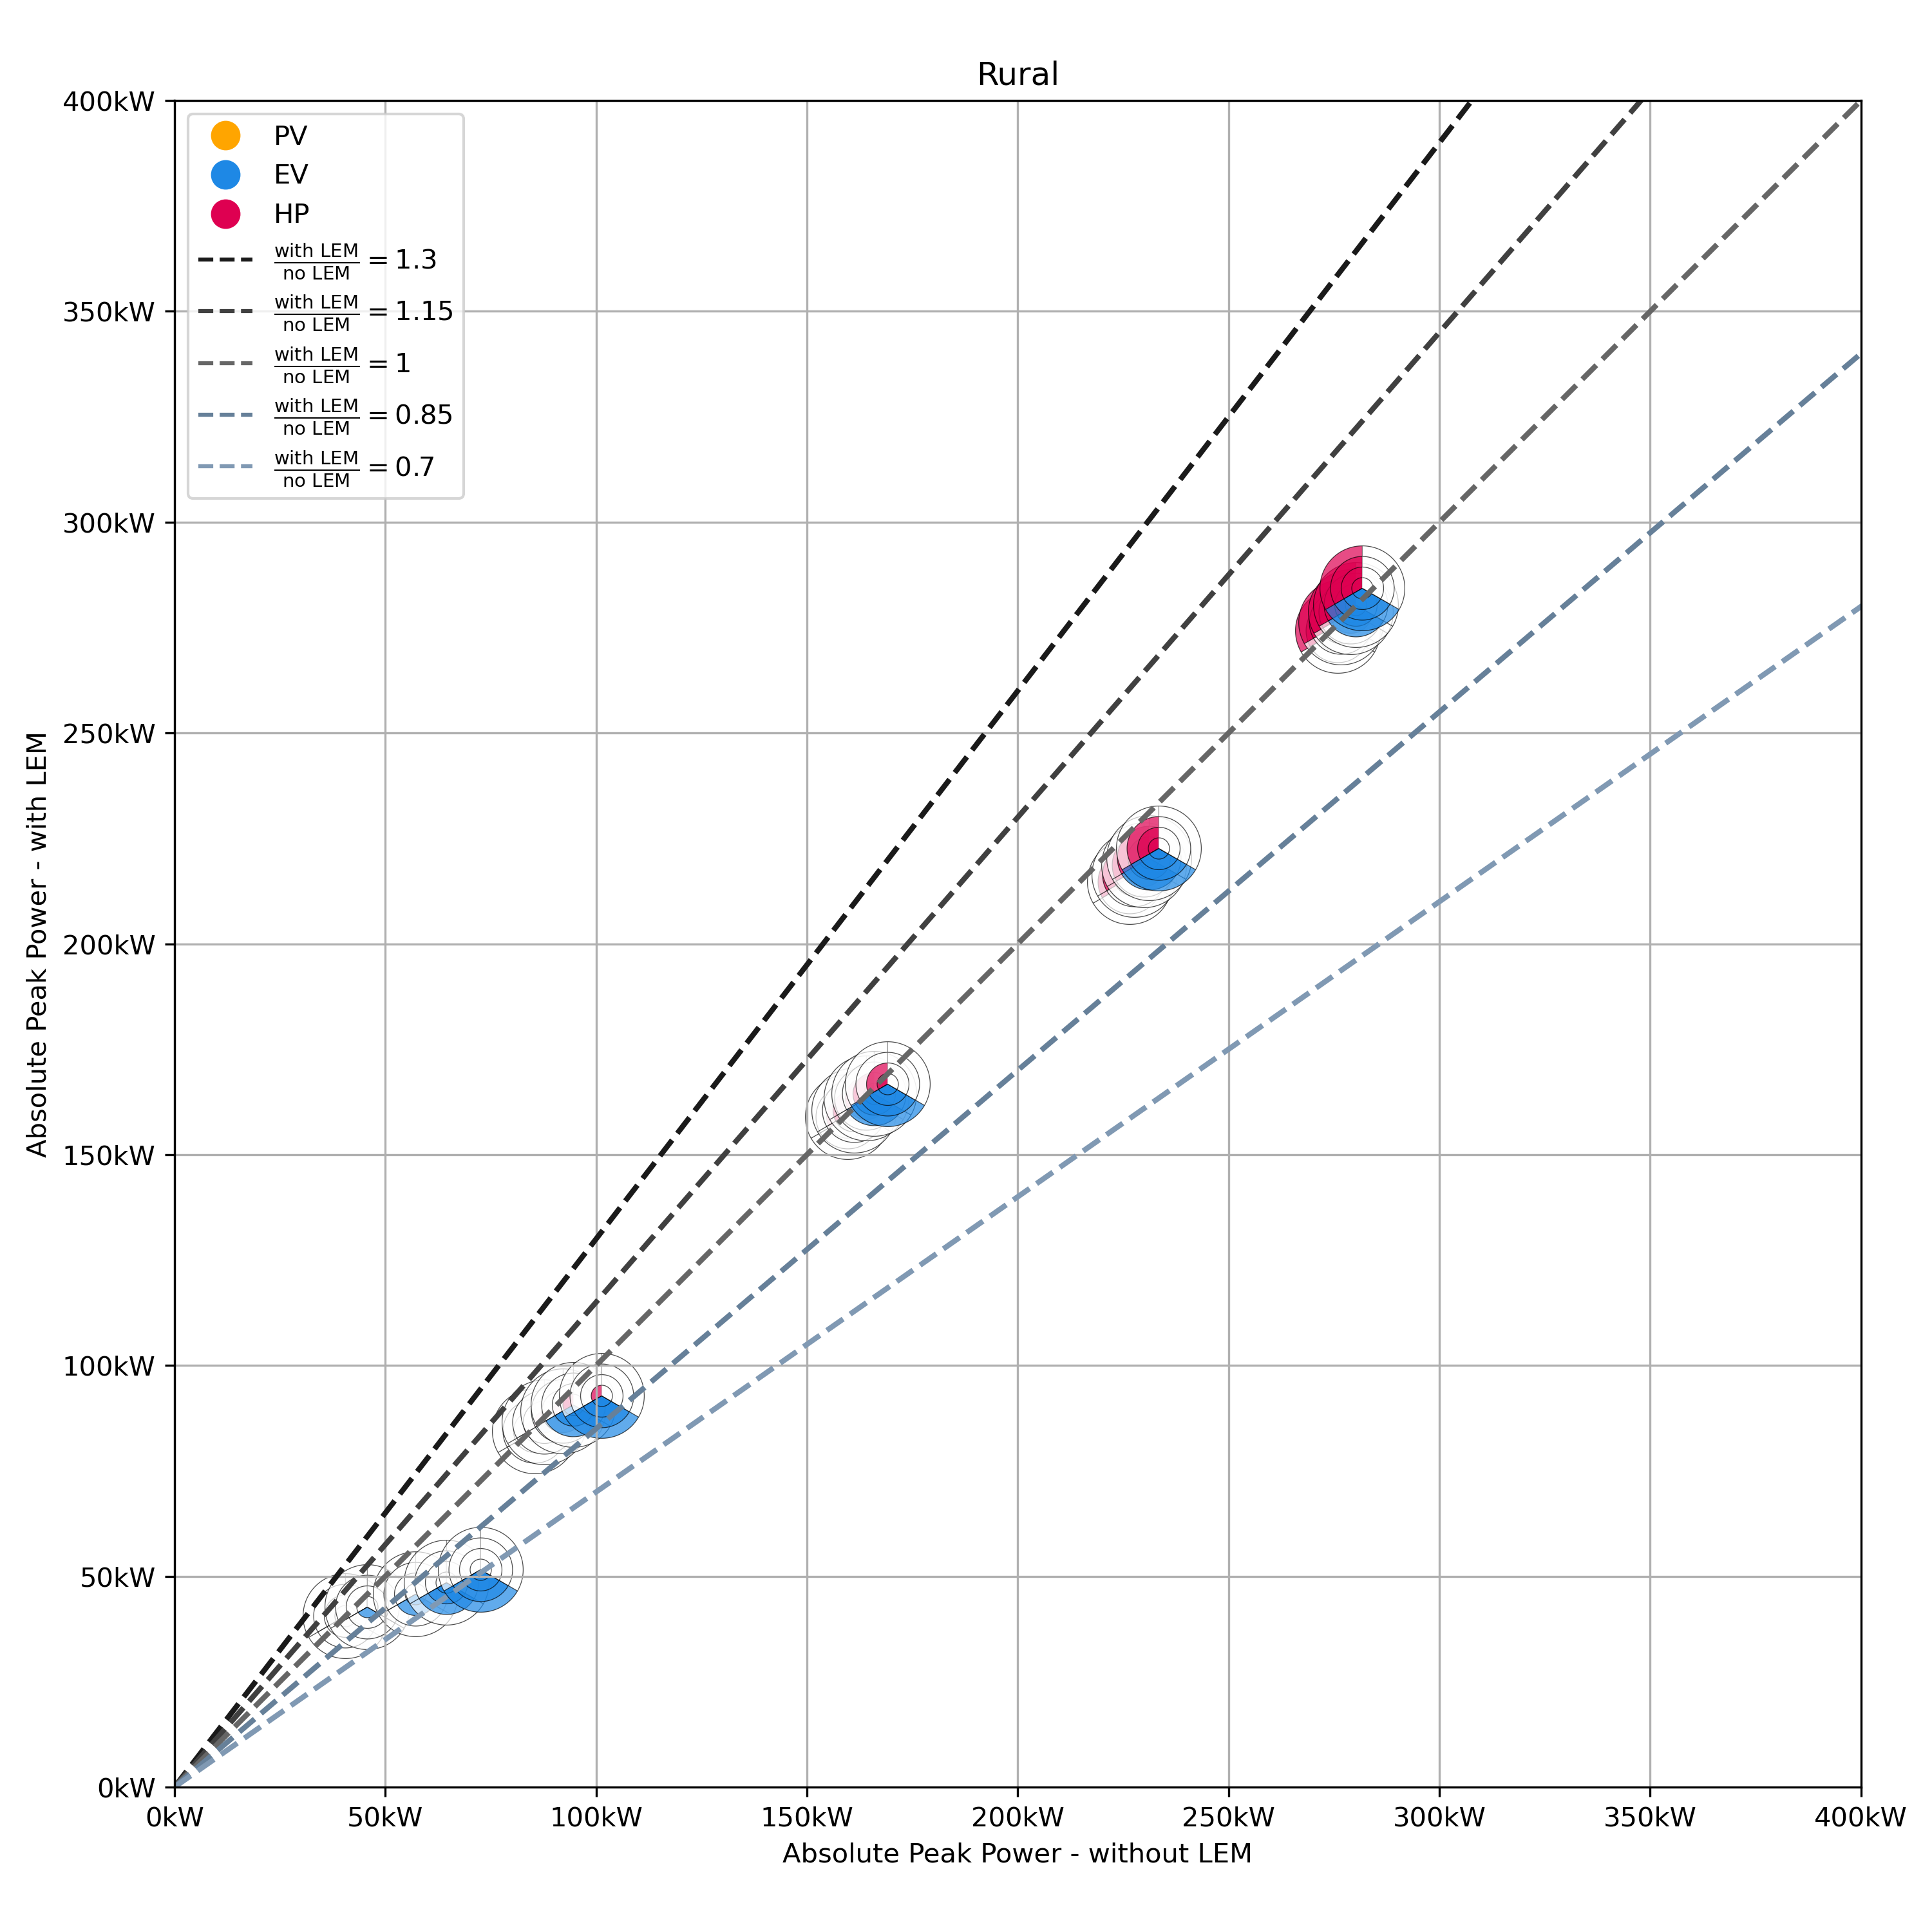 Rural
400kW
350kW
300kW
250kW
200kW
150kW
100kW
50kW
0kW
Absolute Peak Power - with LEM
PV
EV
HP
with LEM / no LEM = 1.3
with LEM / no LEM = 1.15
with LEM / no LEM = 1
with LEM / no LEM = 0.85
with LEM / no LEM = 0.7
0kW 50kW 100kW 150kW 200kW 250kW 300kW 350kW 400kW
Absolute Peak Power - without LEM